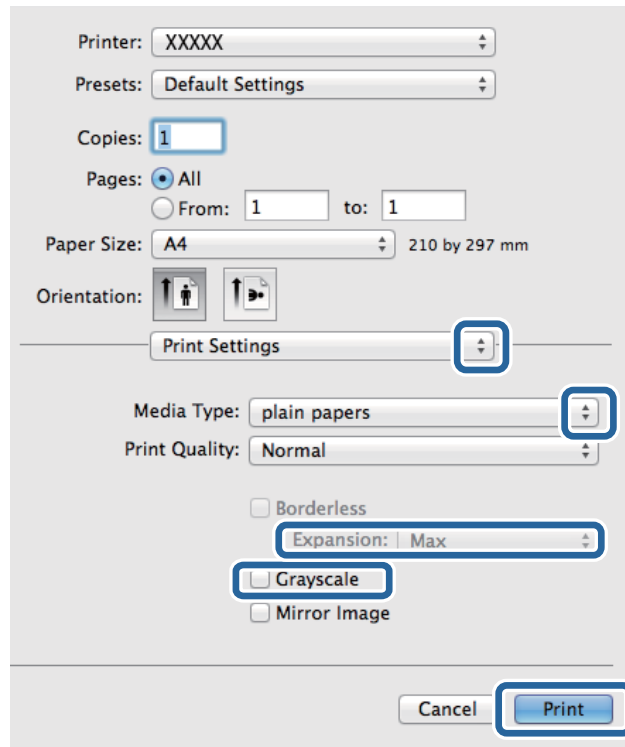 Printer: XXXXX
Presets: Default Settings
Copies: 1
Pages: All
From: 1 to: 1
Paper Size: A4 210 by 297 mm
Orientation:
Print Settings
Media Type: plain papers
Print Quality: Normal
Borderless
Expansion: Max
Grayscale
Mirror Image
Cancel Print